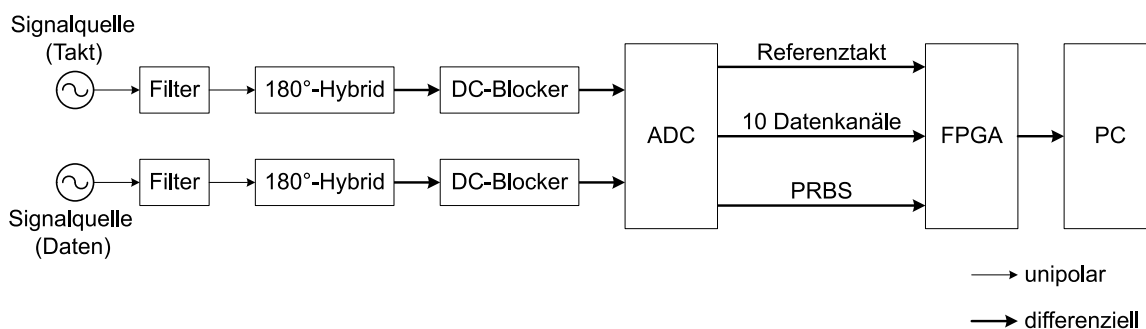 Signalquelle
(Takt)
Filter
180°-Hybrid
DC-Blocker
Filter
180°-Hybrid
DC-Blocker
Signalquelle
(Daten)
ADC
Referenztakt
10 Datenkanäle
PRBS
FPGA
PC
unipolar
differenziell